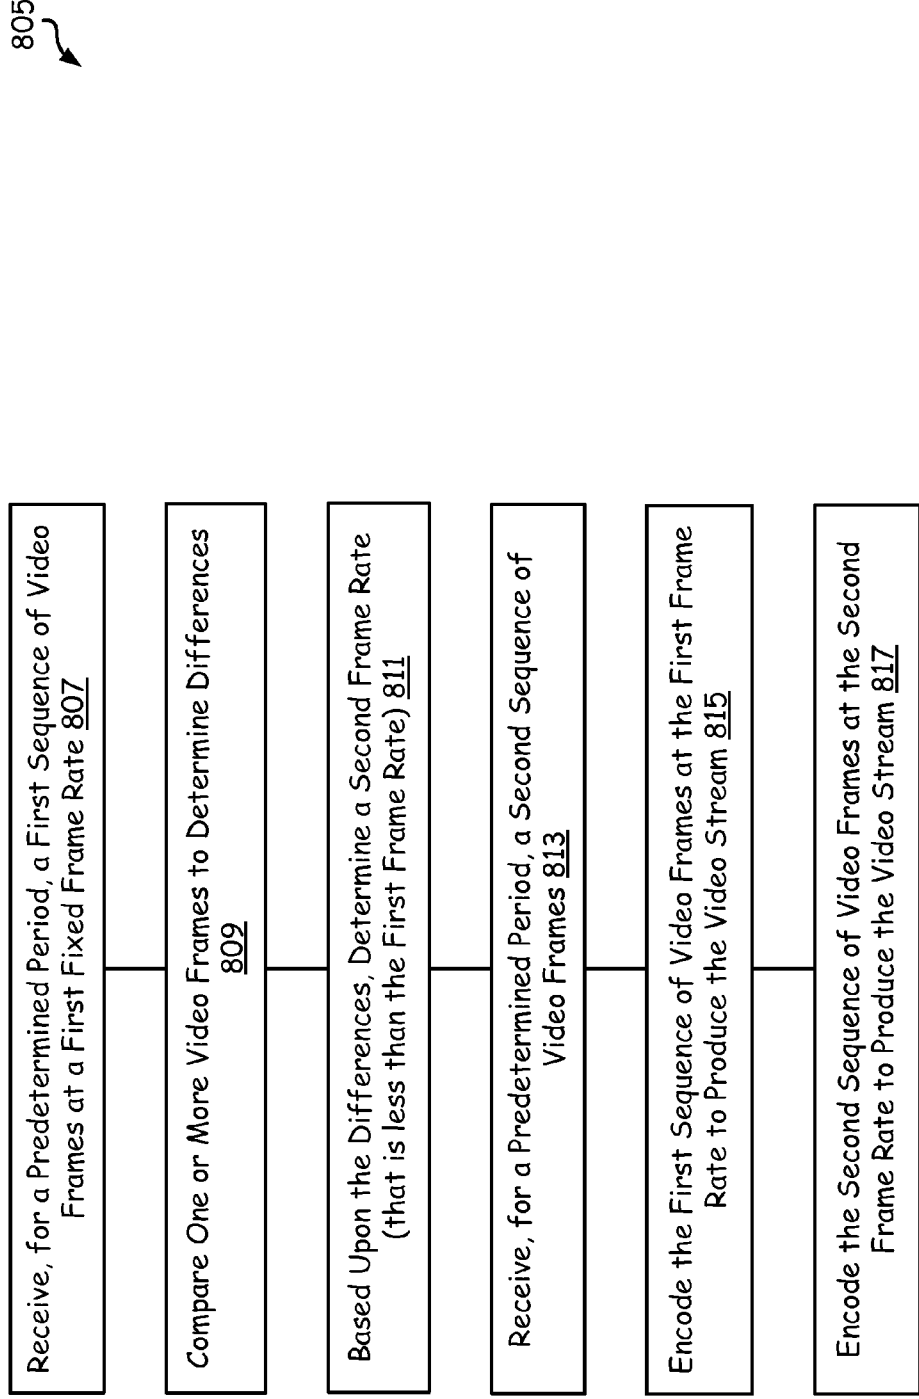 805
Receive, for a Predetermined Period, a First Sequence of Video
Frames at a First Fixed Frame Rate 807
Compare One or More Video Frames to Determine Differences
809
Based Upon the Differences, Determine a Second Frame Rate
(that is less than the First Frame Rate) 811
Receive, for a Predetermined Period, a Second Sequence of
Video Frames 813
Encode the First Sequence of Video Frames at the First Frame
Rate to Produce the Video Stream 815
Encode the Second Sequence of Video Frames at the Second
Frame Rate to Produce the Video Stream 817